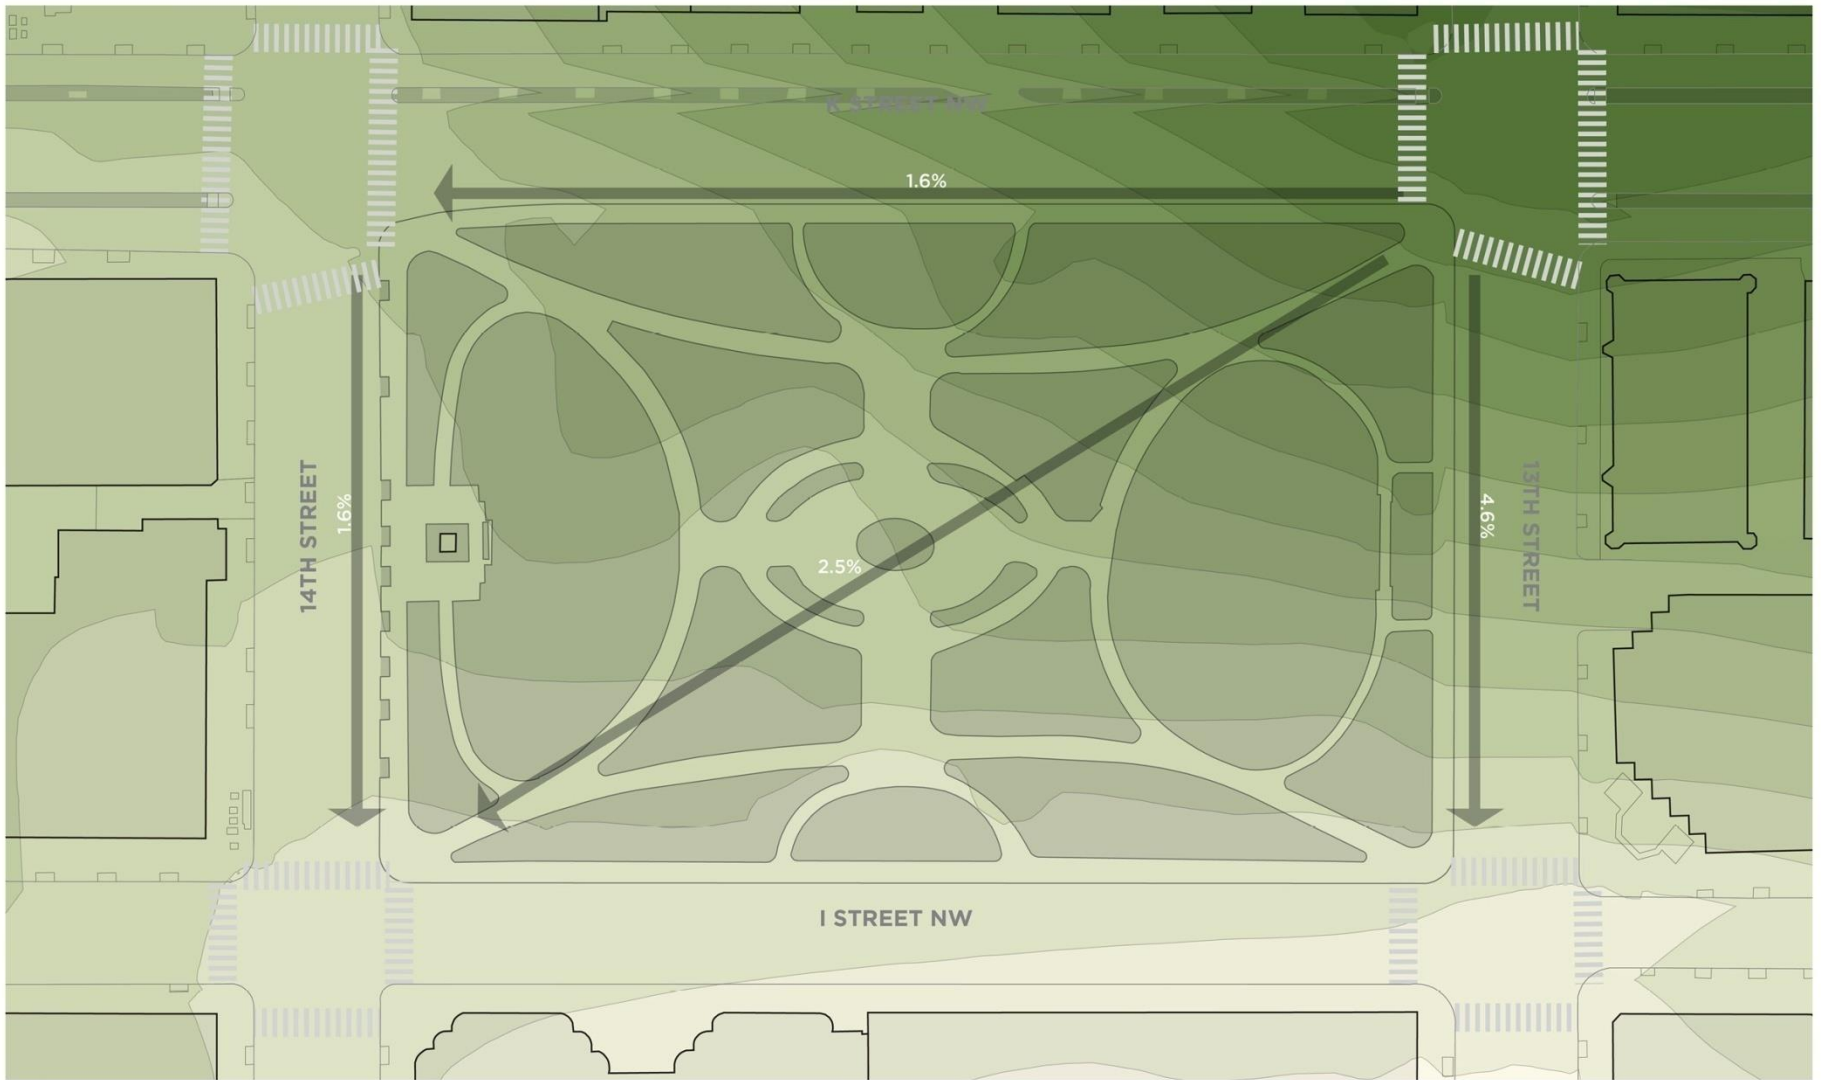 K STREET NW
1.6%
14TH STREET
1.6%
2.5%
4.6%
13TH STREET
I STREET NW